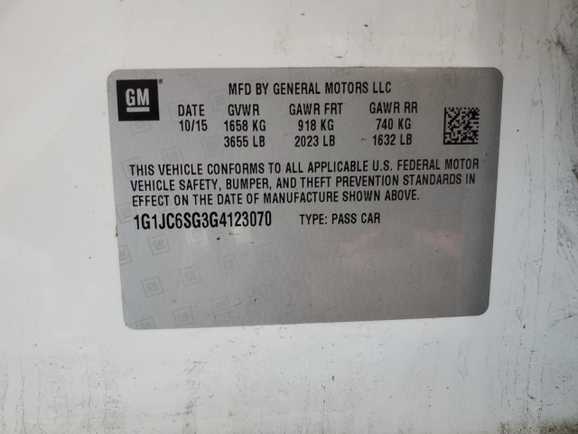 GM
MFD BY GENERAL MOTORS LLC
DATE GVWR GAWR FRT GAWR RR
10/15 1658 KG 918 KG 740 KG
3655 LB 2023 LB 1632 LB
THIS VEHICLE CONFORMS TO ALL APPLICABLE U.S. FEDERAL MOTOR
VEHICLE SAFETY, BUMPER, AND THEFT PREVENTION STANDARDS IN
EFFECT ON THE DATE OF MANUFACTURE SHOWN ABOVE.
1G1JC6SG3G4123070 TYPE: PASS CAR